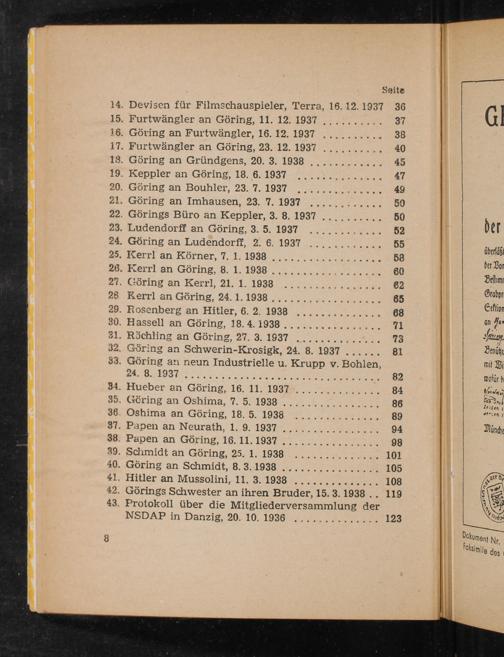 Seite
14. Devisen für Filmschauspieler, Terra, 16. 12. 1937 36
15. Furtwängler an Göring, 11. 12. 1937 .......... 37
16. Göring an Furtwängler, 16. 12. 1937 .......... 38
17. Furtwängler an Göring, 23. 12. 1937 .......... 40
18. Göring an Gründgens, 20. 3. 1938 ............ 45
19. Keppler an Göring, 18. 6. 1937 .............. 47
20. Göring an Bouhler, 23. 7. 1937 .............. 49
21. Göring an Imhausen, 23. 7. 1937 ............ 50
22. Görings Büro an Keppler, 3. 8. 1937 .......... 50
23. Ludendorff an Göring, 3. 5. 1937 ............ 52
24. Göring an Ludendorff, 2. 6. 1937 ............ 55
25. Kerrl an Körner, 7. 1. 1938 .................. 58
26. Kerrl an Göring, 8. 1. 1938 .................. 60
27. Göring an Kerrl, 21. 1. 1938 ................ 62
28 Kerrl an Göring, 24. 1. 1938 .................. 65
29. Rosenberg an Hitler, 6. 2. 1938 .............. 68
30. Hassell an Göring, 18. 4. 1938 ................ 71
31. Röchling an Göring, 27. 3. 1937 .............. 73
32. Göring an Schwerin-Krosigk, 24. 8. 1937 ...... 81
33. Göring an neun Industrielle u. Krupp v. Bohlen,
24. 8. 1937 .................................. 82
34. Hueber an Göring, 16. 11. 1937 .............. 84
35. Göring an Oshima, 7. 5. 1938 ................ 86
36. Oshima an Göring, 18. 5. 1938 .............. 89
37. Papen an Neurath, 1. 9. 1937 ................ 94
38. Papen an Göring, 16. 11. 1937 ................ 98
39. Schmidt an Göring, 25. 1. 1938 .............. 101
40. Göring an Schmidt, 8. 3. 1938 ................ 105
41. Hitler an Mussolini, 11. 3. 1938 .............. 108
42. Görings Schwester an ihren Bruder, 15. 3. 1938 .. 119
43. Protokoll über die Mitgliederversammlung der
NSDAP in Danzig, 20. 10. 1936 .............. 123
8
der
der Vor
an
mit
Münche
Dokument Nr.
Faksimile des